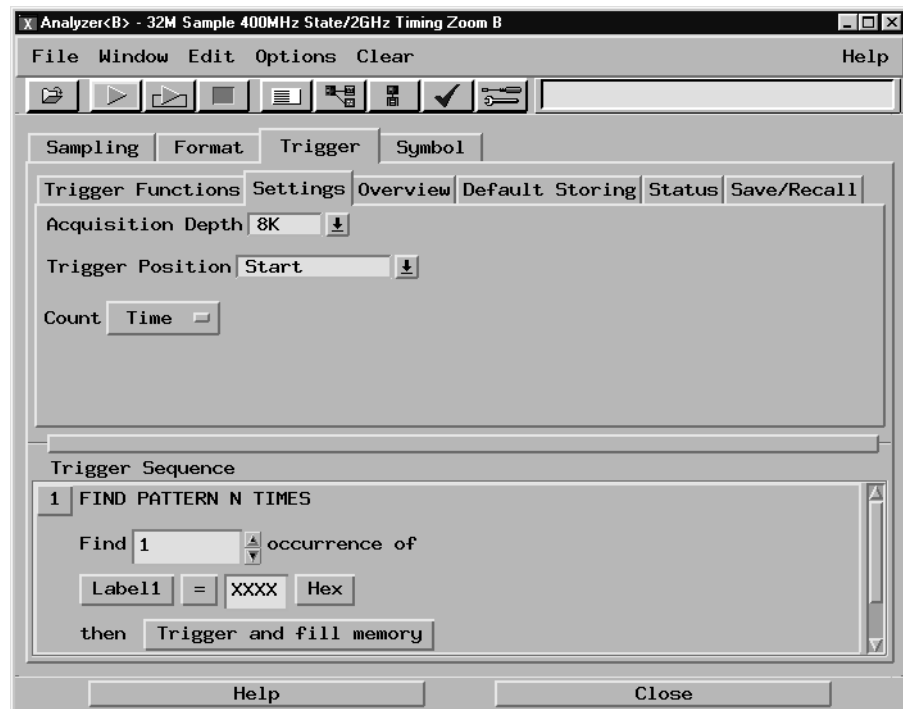 X Analyzer<B> - 32M Sample 400MHz State/2GHz Timing Zoom B
File Window Edit Options Clear Help
Sampling Format Trigger Symbol
Trigger Functions Settings Overview Default Storing Status Save/Recall
Acquisition Depth 8K
Trigger Position Start
Count Time
Trigger Sequence
1 FIND PATTERN N TIMES
Find 1 occurrence of
Label1 = XXXX Hex
then Trigger and fill memory
Help Close